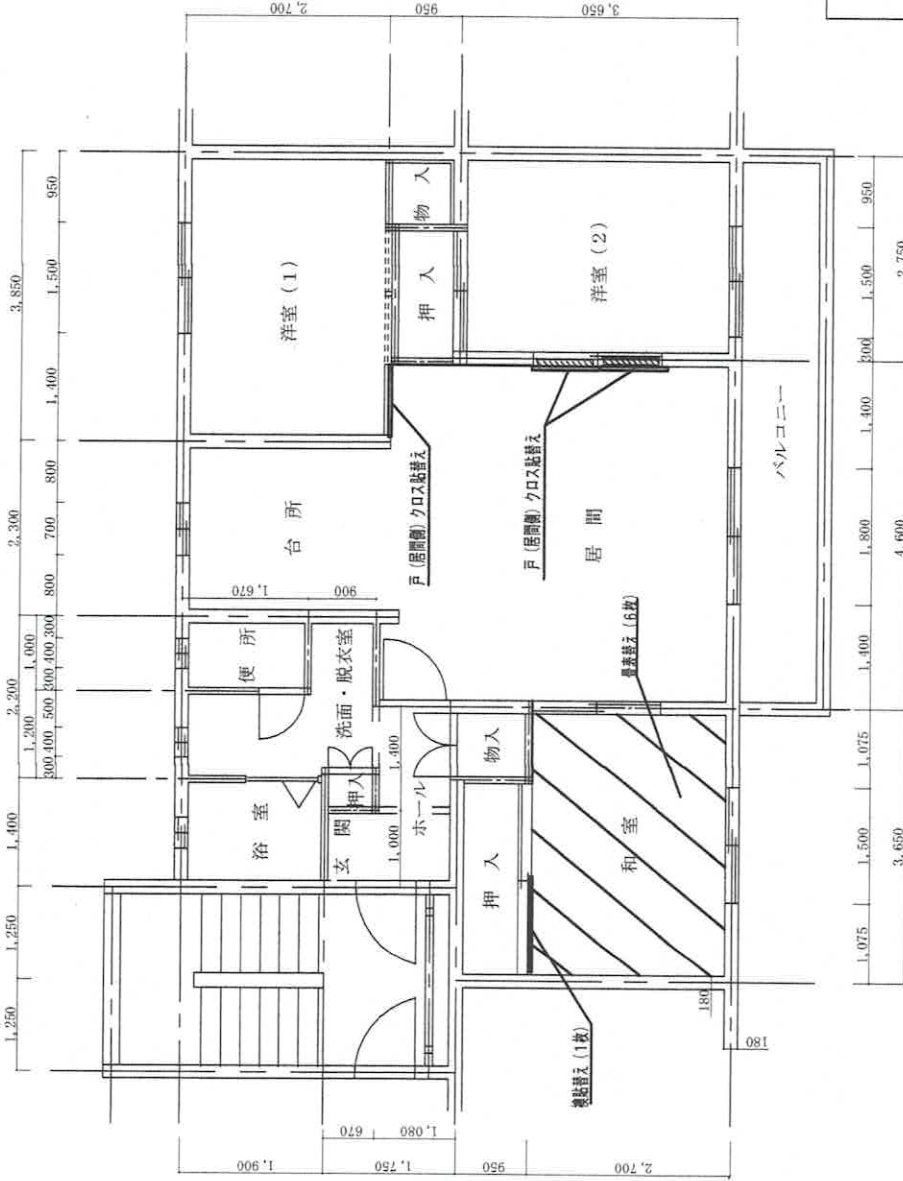 3,850
2,300
2,200
1,400
1,250
1,250
1,000
1,200
950
1,500
1,400
800
700
800
300
400
300
500
400
300
2,700
950
3,650
洋室(1)
物入
押入
洋室(2)
台所
1,670
900
戸(居間側)クロス貼替え
戸(居間側)クロス貼替え
居間
バルコニー
便所
洗面・脱衣室
浴室
押入
玄関
1,400
1,000
ホール
物入
押入
和室
畳表替え(6枚)
襖貼替え(1枚)
180
180
1,900
670
1,750
1,080
950
2,700
950
1,500
300
1,400
1,800
1,400
1,075
1,500
1,075
2,750
4,600
3,650